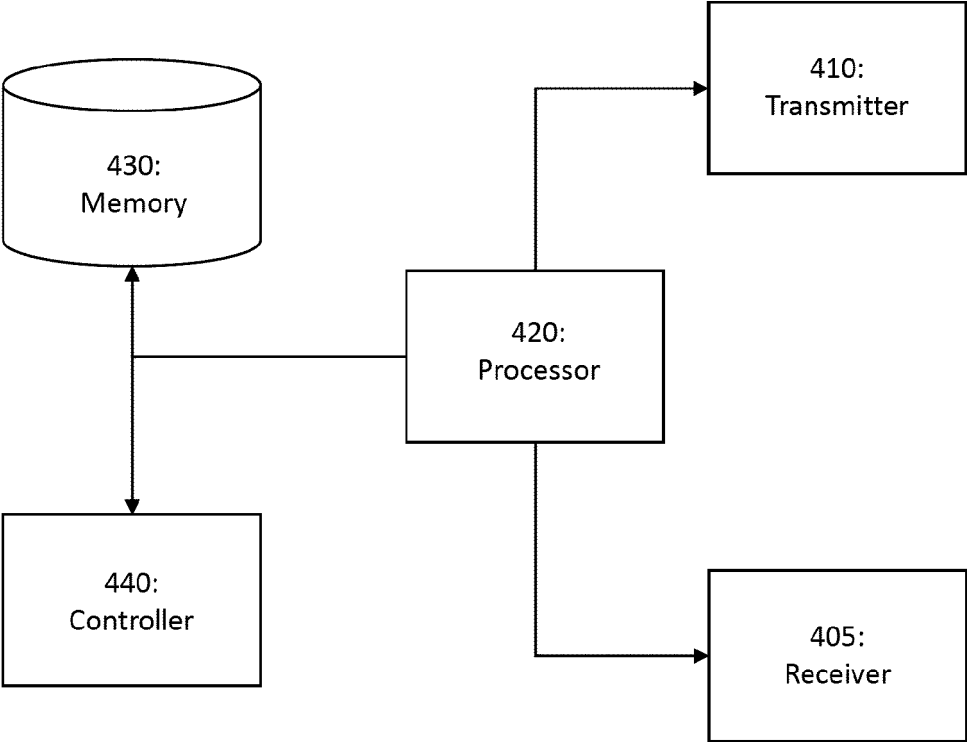 410:
Transmitter
430:
Memory
420:
Processor
440:
Controller
405:
Receiver